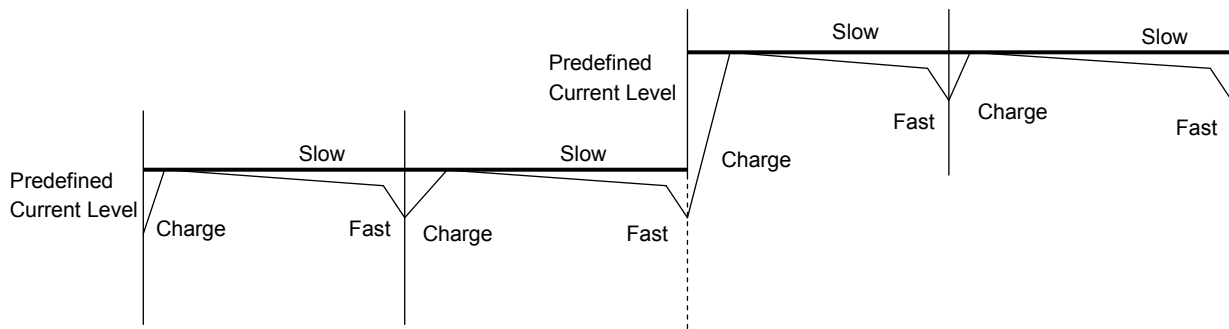 Slow
Slow
Predefined
Current Level
Fast
Charge
Fast
Charge
Slow
Slow
Predefined
Current Level
Charge
Fast
Charge
Fast